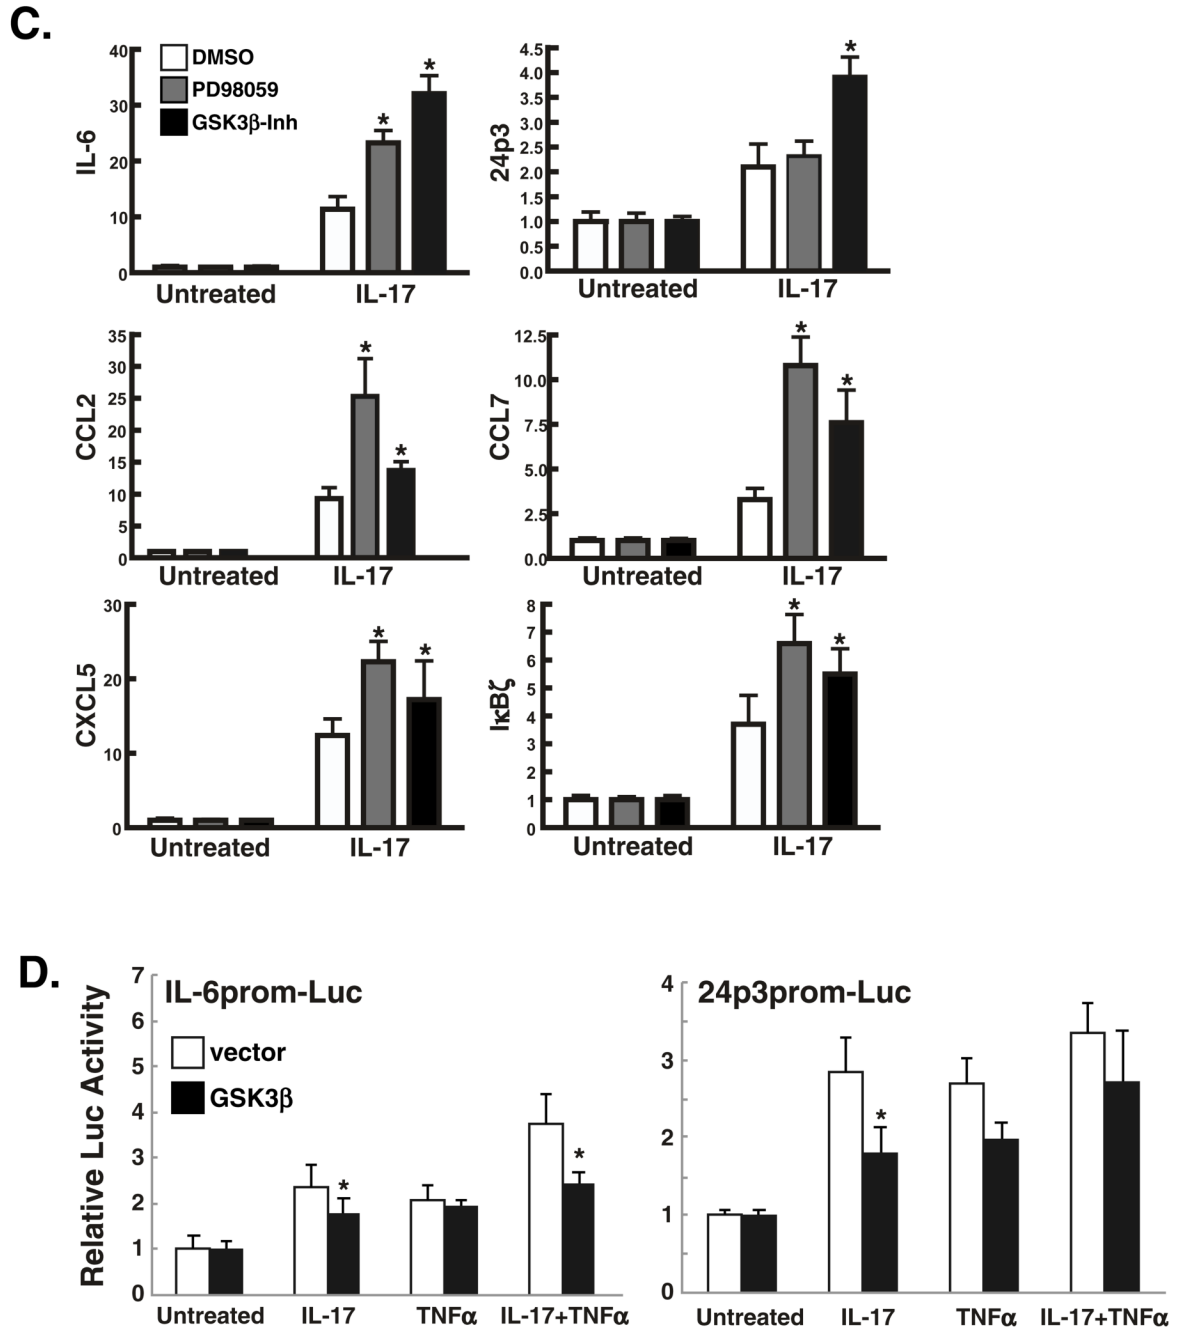 C.
IL-6
40
30
20
10
0
DMSO
PD98059
GSK3β-Inh
*
*
Untreated
IL-17
24p3
4.5
4.0
3.5
3.0
2.5
2.0
1.5
1.0
0.5
0.0
*
Untreated
IL-17
CCL2
35
30
25
20
15
10
5
0
*
*
Untreated
IL-17
CCL7
12.5
10.0
7.5
5.0
2.5
0.0
*
*
Untreated
IL-17
CXCL5
30
20
10
0
*
*
Untreated
IL-17
IκBζ
8
7
6
5
4
3
2
1
0
*
*
Untreated
IL-17
D.
Relative Luc Activity
7
6
5
4
3
2
1
0
IL-6prom-Luc
vector
GSK3β
*
*
Untreated
IL-17
TNFα
IL-17+TNFα
4
3
2
1
0
24p3prom-Luc
*
Untreated
IL-17
TNFα
IL-17+TNFα